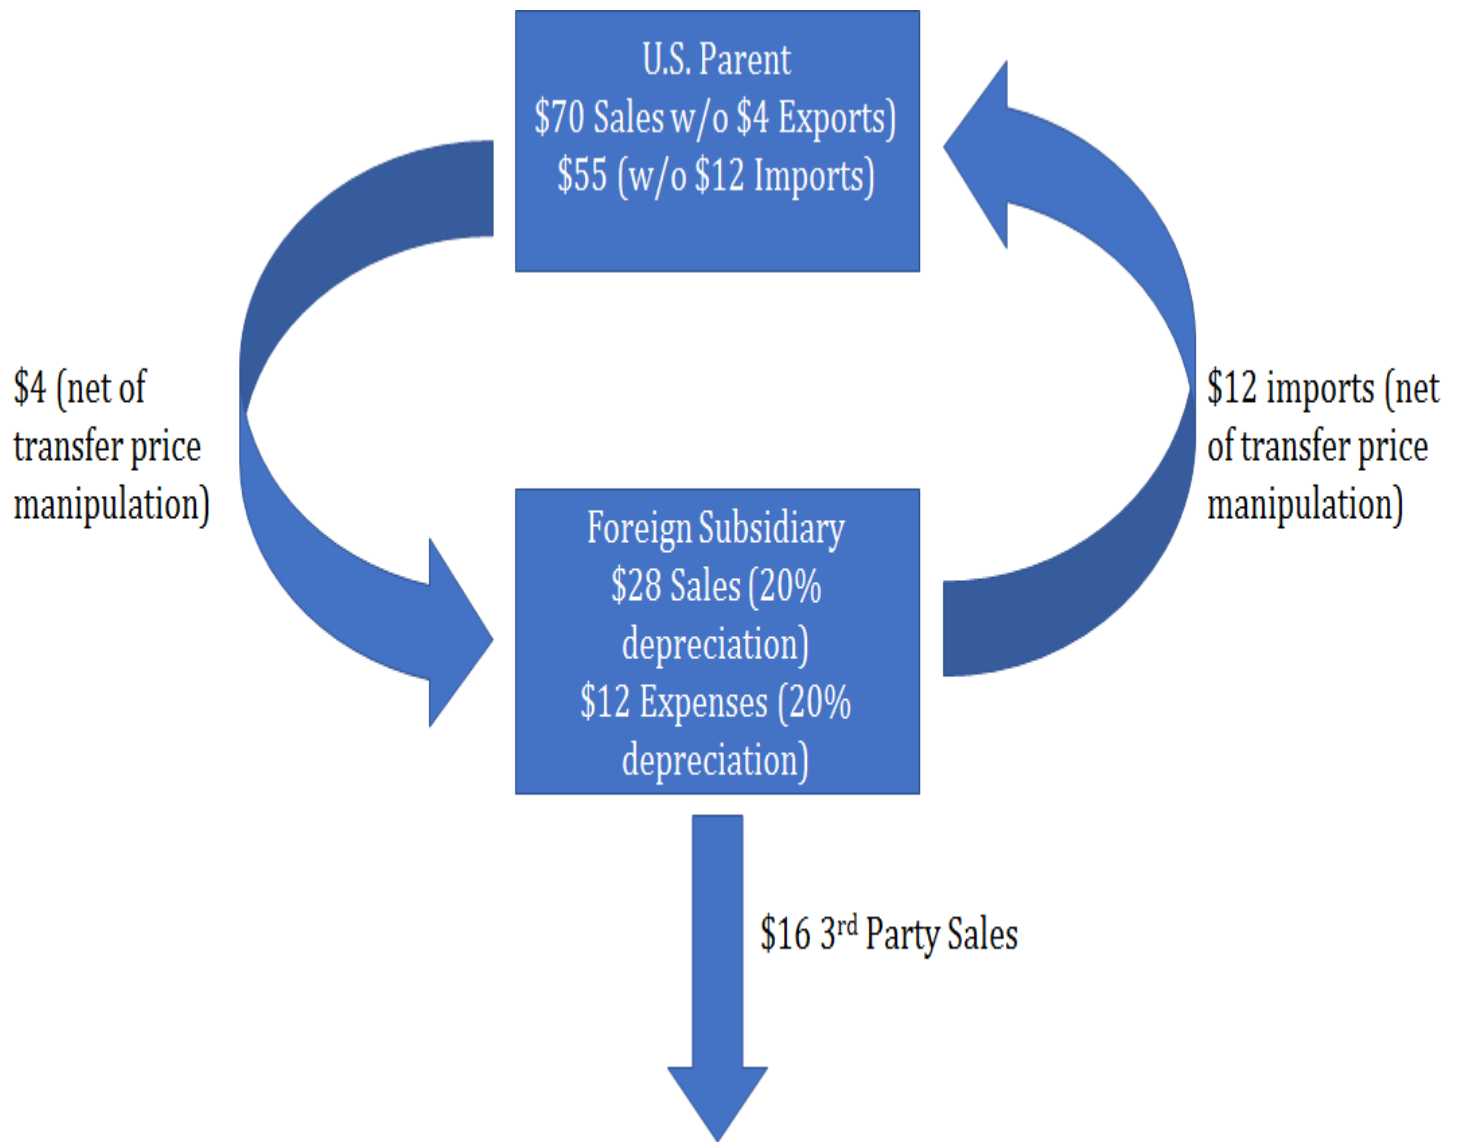 U.S. Parent
$70 Sales w/o $4 Exports)
$55 (w/o $12 Imports)
$4 (net of
transfer price
manipulation)
$12 imports (net
of transfer price
manipulation)
Foreign Subsidiary
$28 Sales (20%
depreciation)
$12 Expenses (20%
depreciation)
$16 3rd Party Sales